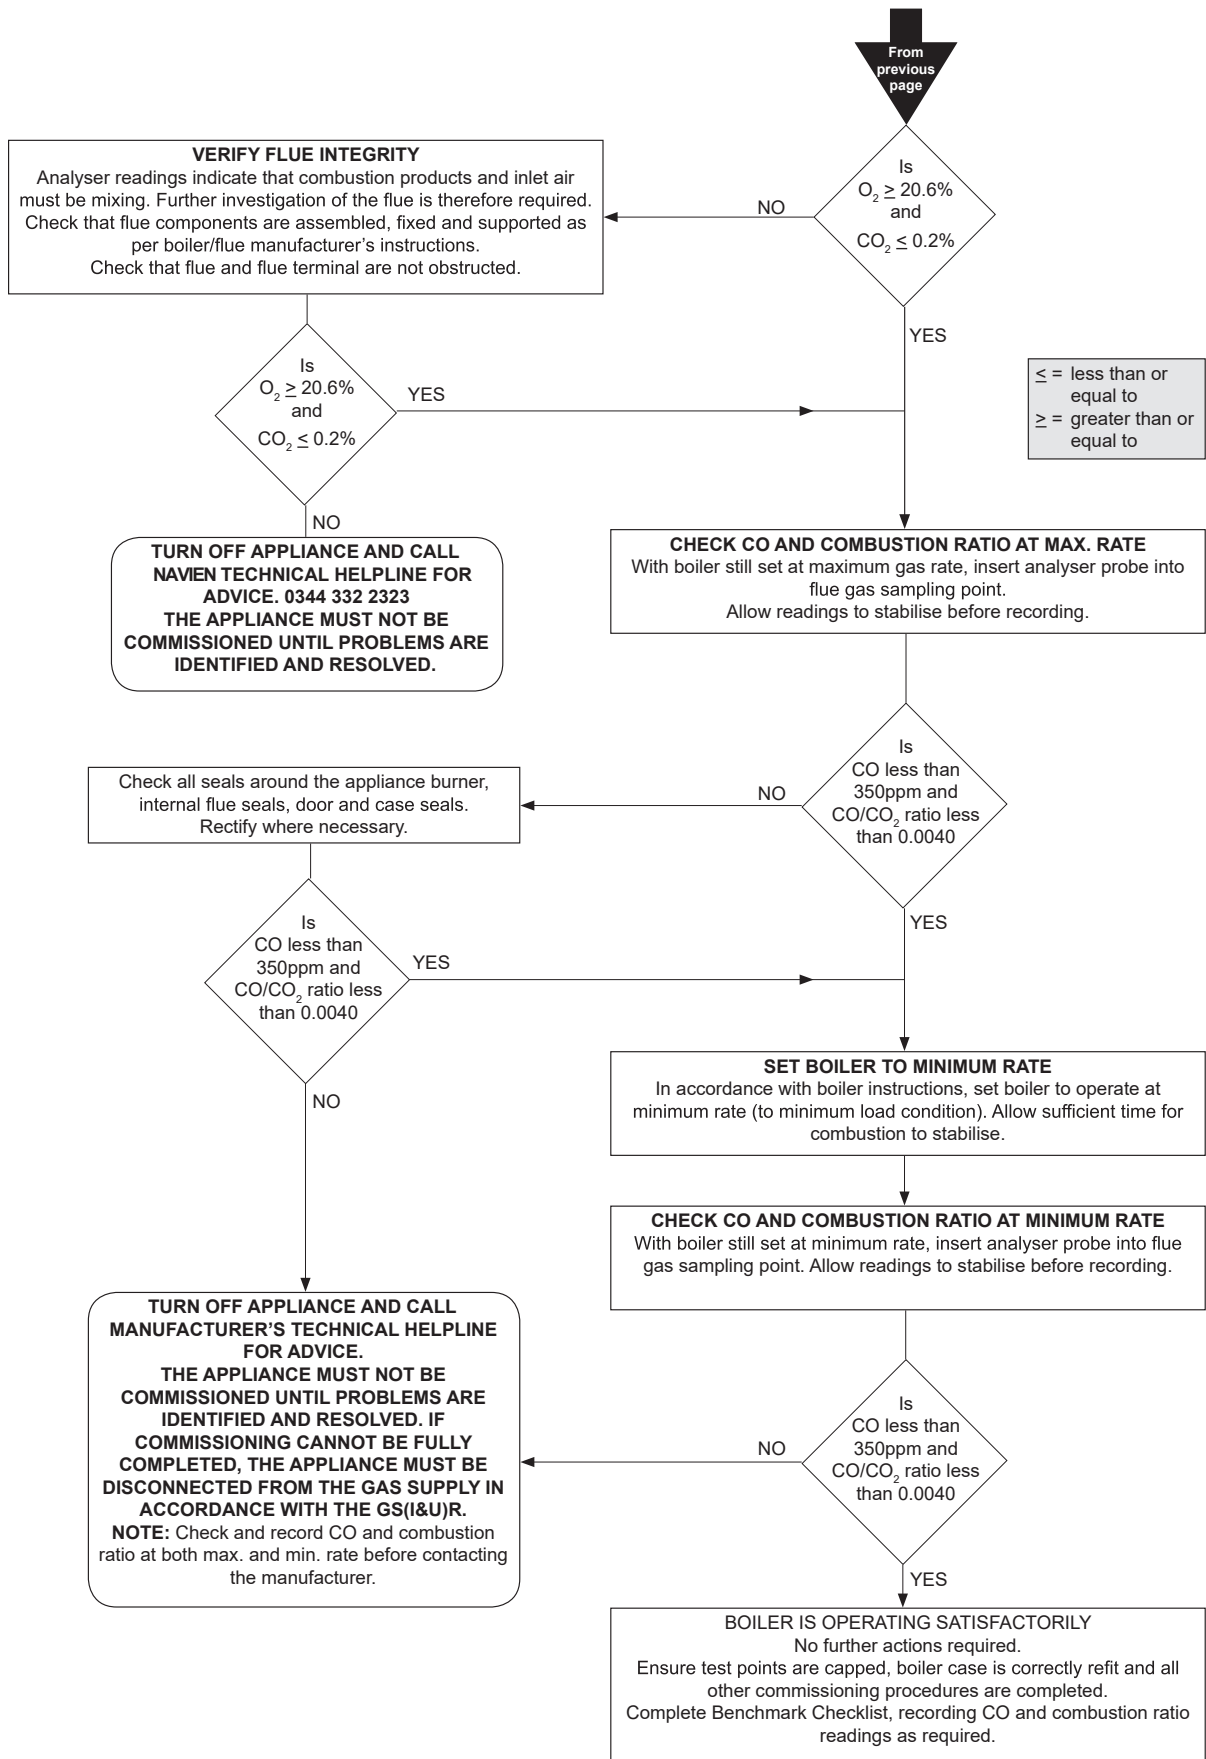 From
previous
page
Is
O₂ ≥ 20.6%
and
CO₂ ≤ 0.2%
NO
YES
VERIFY FLUE INTEGRITY
Analyser readings indicate that combustion products and inlet air
must be mixing. Further investigation of the flue is therefore required.
Check that flue components are assembled, fixed and supported as
per boiler/flue manufacturer’s instructions.
Check that flue and flue terminal are not obstructed.
Is
O₂ ≥ 20.6%
and
CO₂ ≤ 0.2%
YES
NO
≤ = less than or
equal to
≥ = greater than or
equal to
TURN OFF APPLIANCE AND CALL
NAVIEN TECHNICAL HELPLINE FOR
ADVICE. 0344 332 2323
THE APPLIANCE MUST NOT BE
COMMISSIONED UNTIL PROBLEMS ARE
IDENTIFIED AND RESOLVED.
CHECK CO AND COMBUSTION RATIO AT MAX. RATE
With boiler still set at maximum gas rate, insert analyser probe into
flue gas sampling point.
Allow readings to stabilise before recording.
Is
CO less than
350ppm and
CO/CO₂ ratio less
than 0.0040
NO
YES
Check all seals around the appliance burner,
internal flue seals, door and case seals.
Rectify where necessary.
Is
CO less than
350ppm and
CO/CO₂ ratio less
than 0.0040
YES
NO
SET BOILER TO MINIMUM RATE
In accordance with boiler instructions, set boiler to operate at
minimum rate (to minimum load condition). Allow sufficient time for
combustion to stabilise.
CHECK CO AND COMBUSTION RATIO AT MINIMUM RATE
With boiler still set at minimum rate, insert analyser probe into flue
gas sampling point. Allow readings to stabilise before recording.
TURN OFF APPLIANCE AND CALL
MANUFACTURER’S TECHNICAL HELPLINE
FOR ADVICE.
THE APPLIANCE MUST NOT BE
COMMISSIONED UNTIL PROBLEMS ARE
IDENTIFIED AND RESOLVED. IF
COMMISSIONING CANNOT BE FULLY
COMPLETED, THE APPLIANCE MUST BE
DISCONNECTED FROM THE GAS SUPPLY IN
ACCORDANCE WITH THE GS(I&U)R.
NOTE: Check and record CO and combustion
ratio at both max. and min. rate before contacting
the manufacturer.
Is
CO less than
350ppm and
CO/CO₂ ratio less
than 0.0040
NO
YES
BOILER IS OPERATING SATISFACTORILY
No further actions required.
Ensure test points are capped, boiler case is correctly refit and all
other commissioning procedures are completed.
Complete Benchmark Checklist, recording CO and combustion ratio
readings as required.